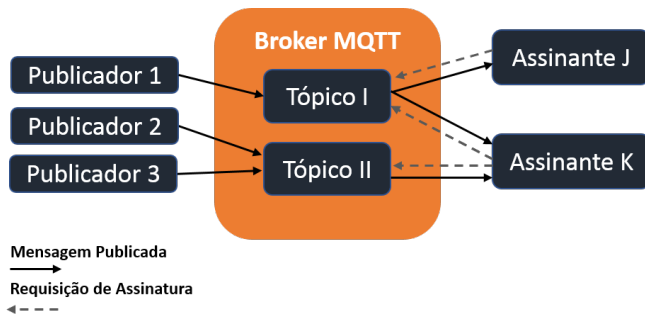 Broker MQTT
Publicador 1
Publicador 2
Publicador 3
Tópico I
Tópico II
Assinante J
Assinante K
Mensagem Publicada
Requisição de Assinatura